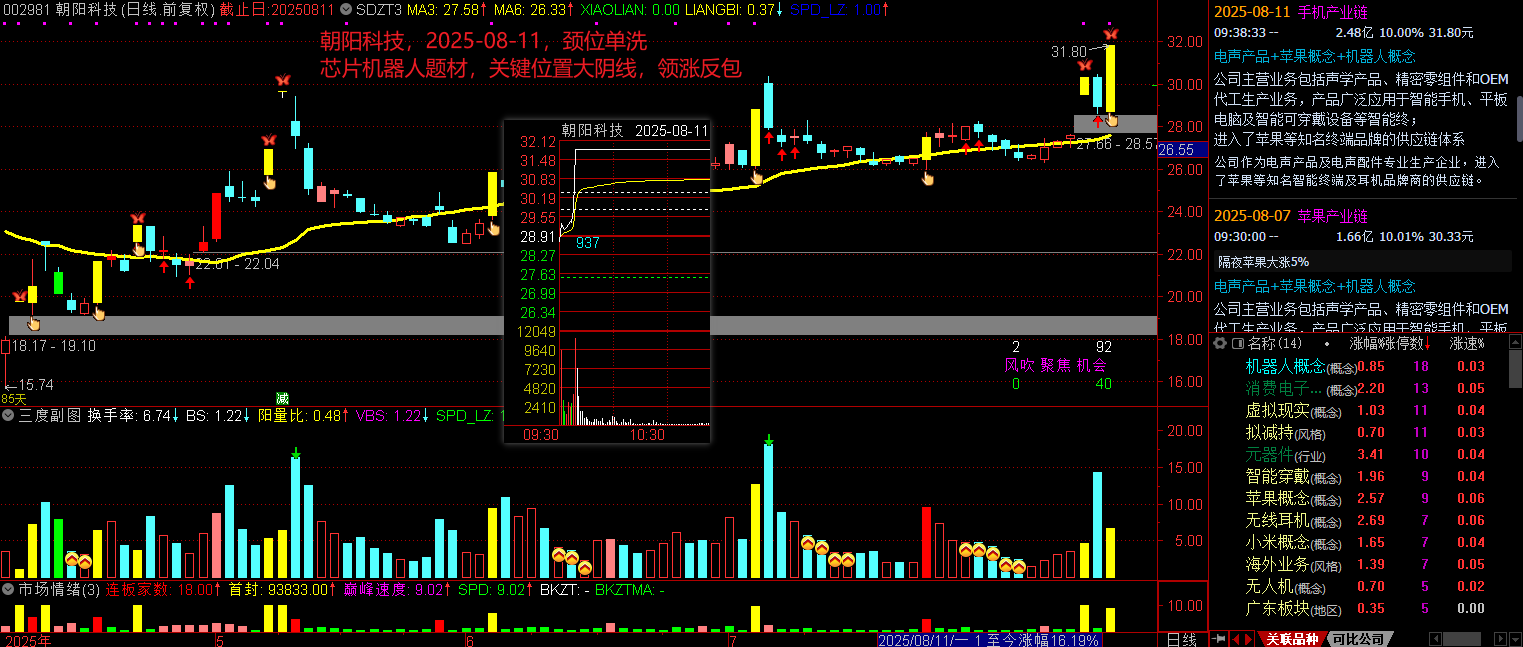 002981 朝阳科技(日线.前复权) 截止日:20250811 SDZT3 MA3: 27.58↑ MA6: 26.33↑ XIAOLIAN: 0.00 LIANGBI: 0.37↓ SPD_LZ: 1.00↑
朝阳科技，2025-08-11，颈位单洗
芯片机器人题材，关键位置大阴线，领涨反包
31.80
32.00
30.00
28.00
26.55
26.00
24.00
22.00
20.00
18.00
16.00
22.01 - 22.04
18.17 - 19.10
←15.74
85天
减
朝阳科技 2025-08-11
32.12
31.48
30.83
30.19
29.55
28.91
28.27
27.63
26.99
26.34
12049
9640
7230
4820
2410
937
09:30 10:30
2 92
风吹 聚焦 机会
0 40
三度副图 换手率: 6.74↓ BS: 1.22↓ 阳量比: 0.48↑ VBS: 1.22↓ SPD_LZ:
20.00
15.00
10.00
5.00
市场情绪(3) 连板家数: 18.00↑ 首封: 93833.00↑ 巅峰速度: 9.02↑ SPD: 9.02↑ BKZT: - BKZTMA: -
10.00
2025年 5 6 7 2025/08/11/一 1 至今涨幅16.19% 日线
2025-08-11 手机产业链
09:38:33 -- 2.48亿 10.00% 31.80元
电声产品+苹果概念+机器人概念
公司主营业务包括声学产品、精密零组件和OEM
代工生产业务，产品广泛应用于智能手机、平板
电脑及智能可穿戴设备等智能终；
进入了苹果等知名终端品牌的供应链体系
公司作为电声产品及电声配件专业生产企业，进入
了苹果等知名智能终端及耳机品牌商的供应链。
2025-08-07 苹果产业链
09:30:00 -- 1.66亿 10.01% 30.33元
隔夜苹果大涨5%
电声产品+苹果概念+机器人概念
公司主营业务包括声学产品、精密零组件和OEM
代工生产业务，产品广泛应用于智能手机、平板
名称(14) 涨幅% 涨停数↓ 涨速%
机器人概念(概念) 0.85 18 0.03
消费电子...(概念) 2.20 13 0.05
虚拟现实(概念) 1.03 11 0.04
拟减持(风格) 0.70 11 0.03
元器件(行业) 3.41 10 0.04
智能穿戴(概念) 1.96 9 0.04
苹果概念(概念) 2.57 9 0.06
无线耳机(概念) 2.69 7 0.06
小米概念(概念) 1.65 7 0.04
海外业务(风格) 1.39 7 0.05
无人机(概念) 0.70 5 0.02
广东板块(地区) 0.35 5 0.00
关联品种 可比公司